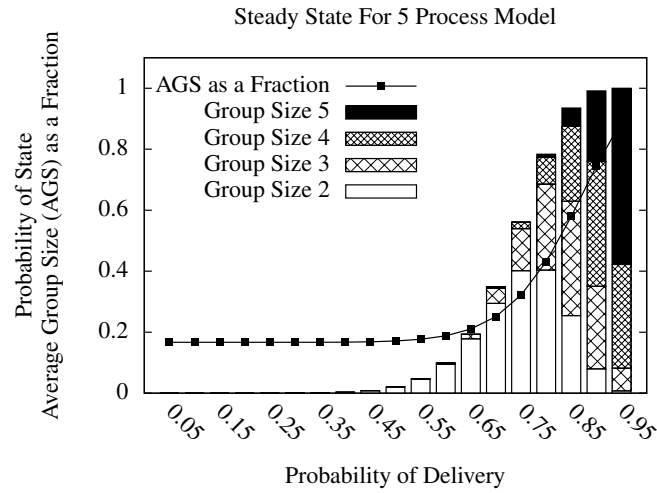 Steady State For 5 Process Model
Probability of State
Average Group Size (AGS) as a Fraction
1
0.8
0.6
0.4
0.2
0
AGS as a Fraction
Group Size 5
Group Size 4
Group Size 3
Group Size 2
0.05
0.15
0.25
0.35
0.45
0.55
0.65
0.75
0.85
0.95
Probability of Delivery